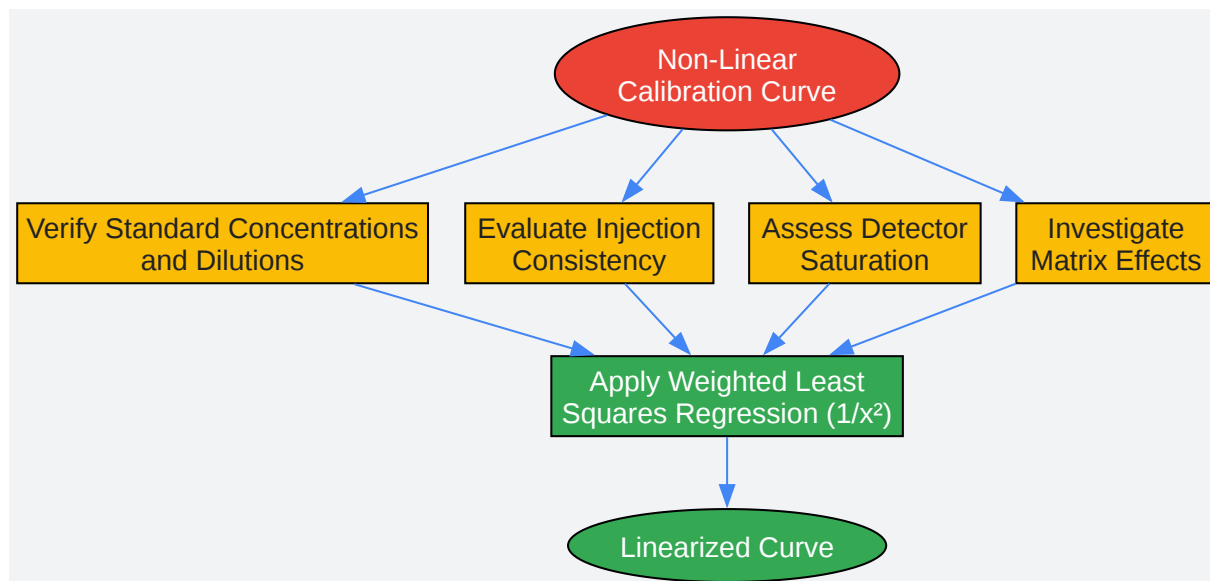 Non-Linear
Calibration Curve
Verify Standard Concentrations
and Dilutions
Evaluate Injection
Consistency
Assess Detector
Saturation
Investigate
Matrix Effects
Apply Weighted Least
Squares Regression (1/x²)
Linearized Curve